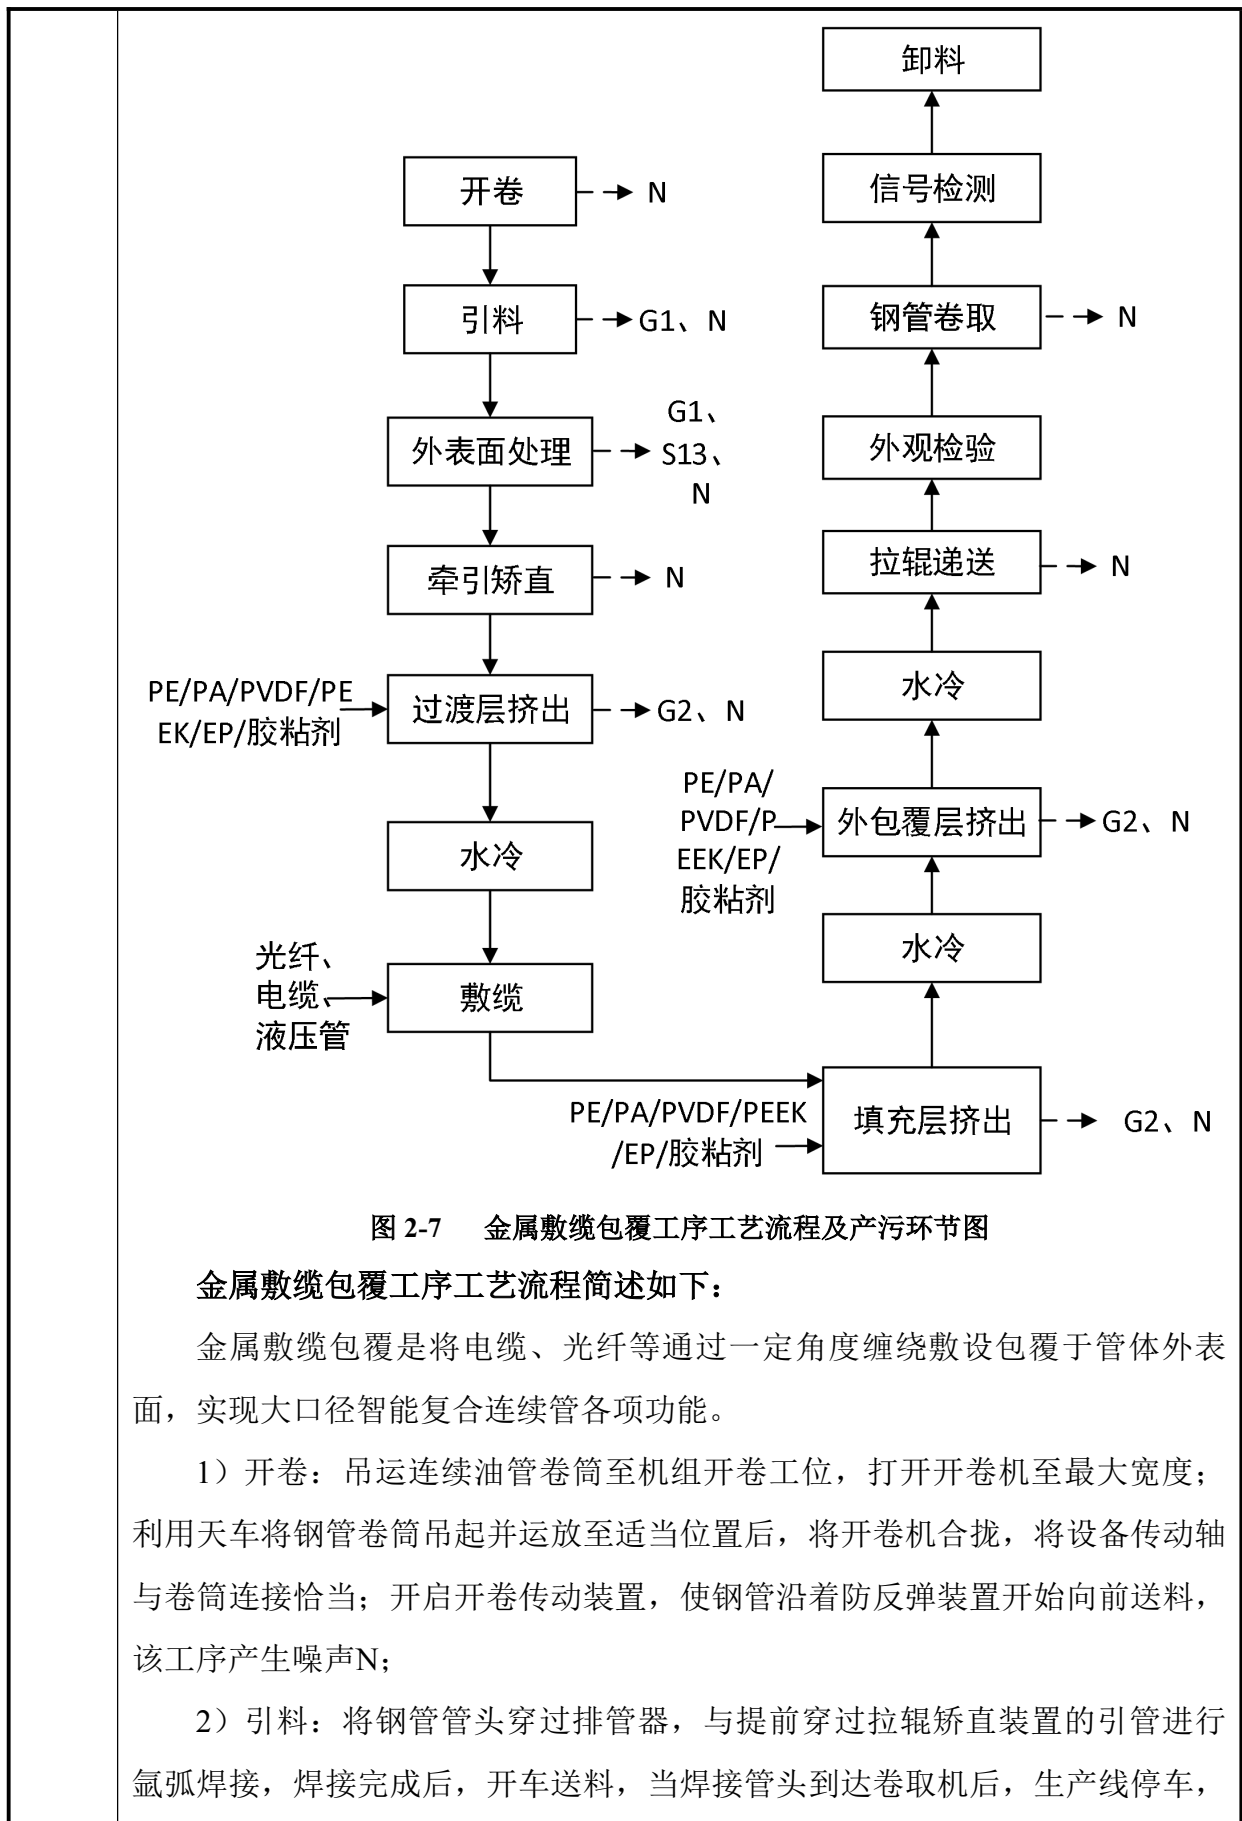 开卷
N
引料
G1、N
外表面处理
G1、
S13、
N
牵引矫直
N
PE/PA/PVDF/PE
EK/EP/胶粘剂
过渡层挤出
G2、N
水冷
光纤、
电缆、
液压管
敷缆
PE/PA/PVDF/PEEK
/EP/胶粘剂
填充层挤出
G2、N
水冷
PE/PA/
PVDF/P
EEK/EP/
胶粘剂
外包覆层挤出
G2、N
水冷
拉辊递送
N
外观检验
钢管卷取
N
信号检测
卸料
图 2-7 金属敷缆包覆工序工艺流程及产污环节图
金属敷缆包覆工序工艺流程简述如下：
金属敷缆包覆是将电缆、光纤等通过一定角度缠绕敷设包覆于管体外表
面，实现大口径智能复合连续管各项功能。
1）开卷：吊运连续油管卷筒至机组开卷工位，打开开卷机至最大宽度；
利用天车将钢管卷筒吊起并运放至适当位置后，将开卷机合拢，将设备传动轴
与卷筒连接恰当；开启开卷传动装置，使钢管沿着防反弹装置开始向前送料，
该工序产生噪声N；
2）引料：将钢管管头穿过排管器，与提前穿过拉辊矫直装置的引管进行
氩弧焊接，焊接完成后，开车送料，当焊接管头到达卷取机后，生产线停车，